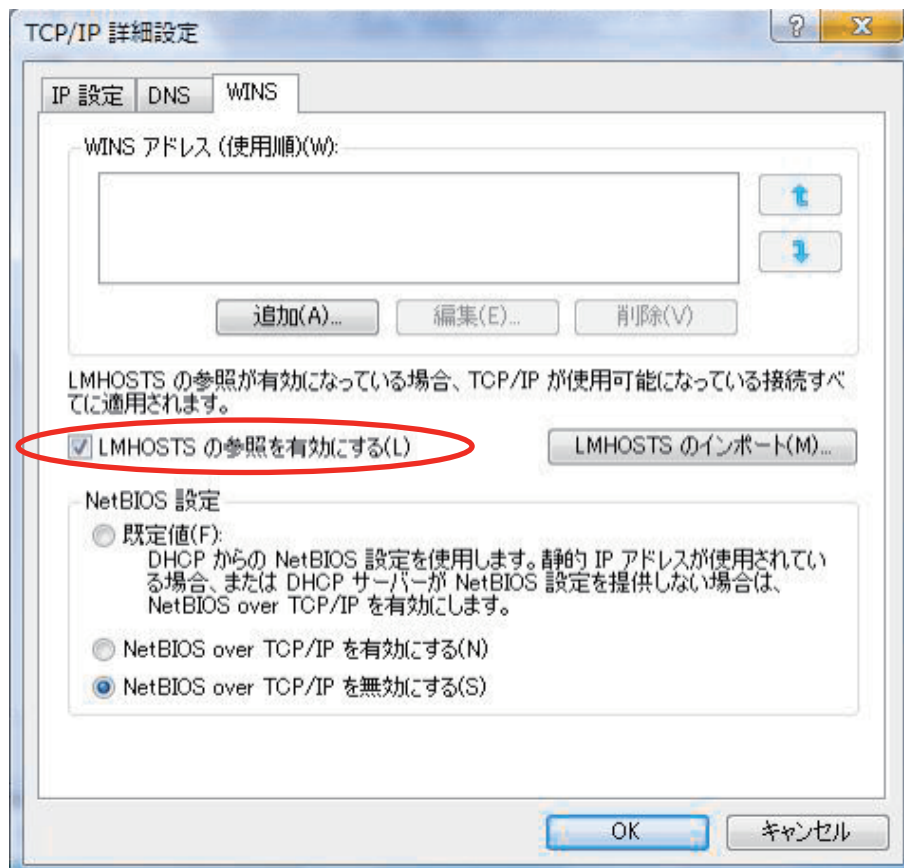 TCP/IP 詳細設定
IP 設定 DNS WINS
WINS アドレス (使用順)(W):
追加(A)... 編集(E)... 削除(V)
LMHOSTS の参照が有効になっている場合、TCP/IP が使用可能になっている接続すべ
てに適用されます。
LMHOSTS の参照を有効にする(L) LMHOSTS のインポート(M)...
NetBIOS 設定
既定値(F):
DHCP からの NetBIOS 設定を使用します。静的 IP アドレスが使用されてい
る場合、または DHCP サーバーが NetBIOS 設定を提供しない場合は、
NetBIOS over TCP/IP を有効にします。
NetBIOS over TCP/IP を有効にする(N)
NetBIOS over TCP/IP を無効にする(S)
OK キャンセル